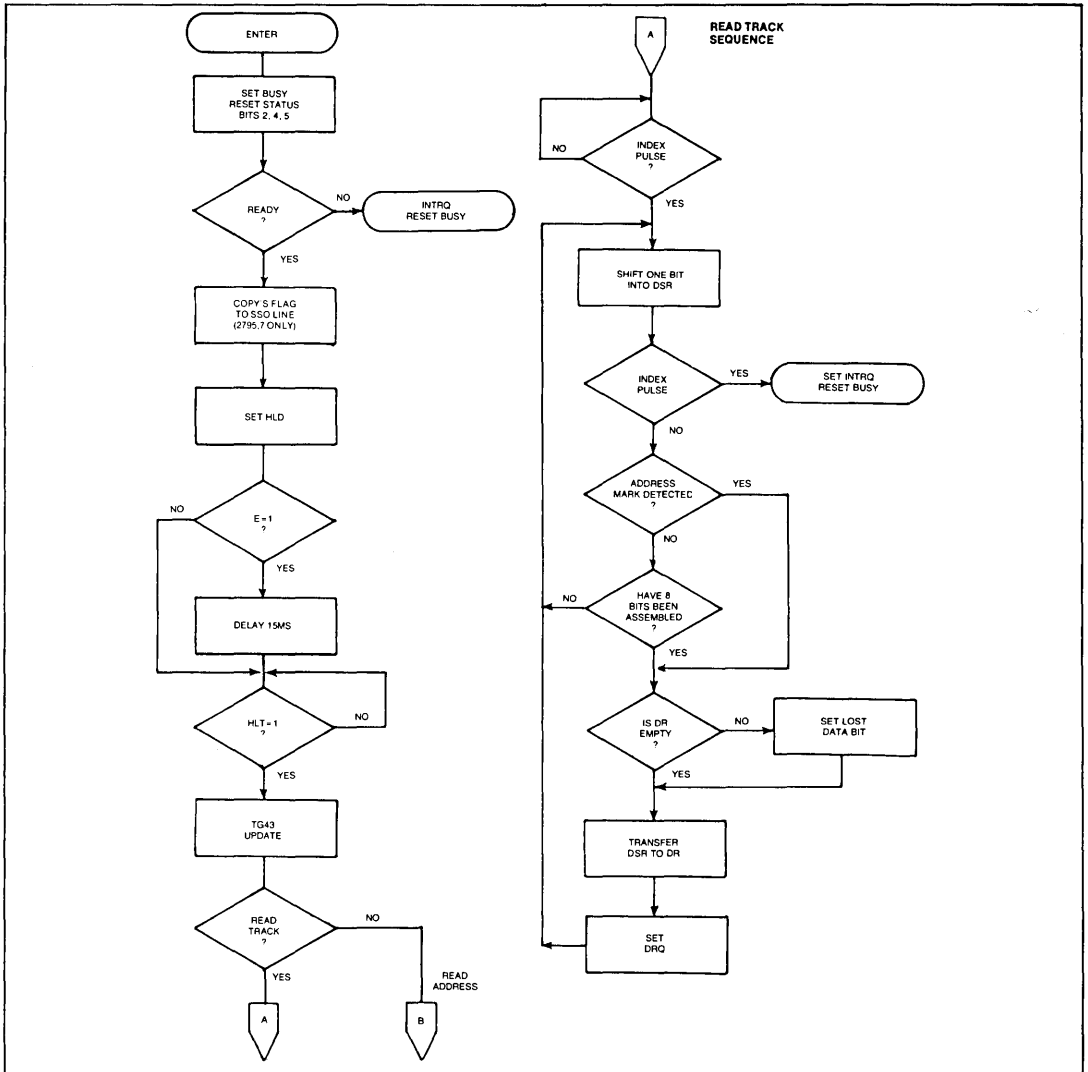 ENTER
SET BUSY
RESET STATUS
BITS 2, 4, 5
READY
?
NO
INTRQ
RESET BUSY
YES
COPY S FLAG
TO SSO LINE
(2795,7 ONLY)
SET HLD
NO
E=1
?
YES
DELAY 15MS
HLT=1
?
NO
YES
TG43
UPDATE
READ
TRACK
?
NO
YES
READ
ADDRESS
A
B
A
READ TRACK
SEQUENCE
NO
INDEX
PULSE
?
YES
SHIFT ONE BIT
INTO DSR
INDEX
PULSE
YES
SET INTRQ
RESET BUSY
NO
ADDRESS
MARK DETECTED
?
YES
NO
NO
HAVE 8
BITS BEEN
ASSEMBLED
?
YES
IS DR
EMPTY
?
NO
SET LOST
DATA BIT
YES
TRANSFER
DSR TO DR
SET
DRQ